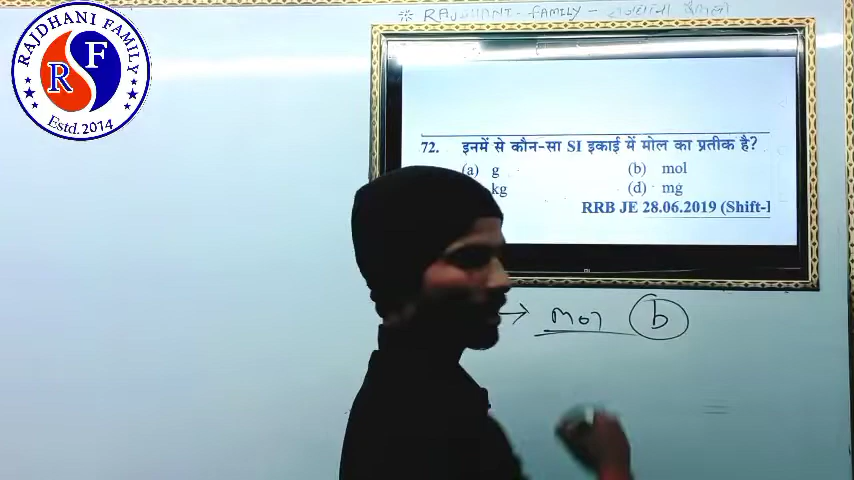 * RAJDHANI - FAMILY - राजधानी फैमिली
RAJDHANI FAMILY
R F
Estd.2014
72. इनमें से कौन-सा SI इकाई में मोल का प्रतीक है?
(a) g (b) mol
kg (d) mg
RRB JE 28.06.2019 (Shift-I
→ mol (b)